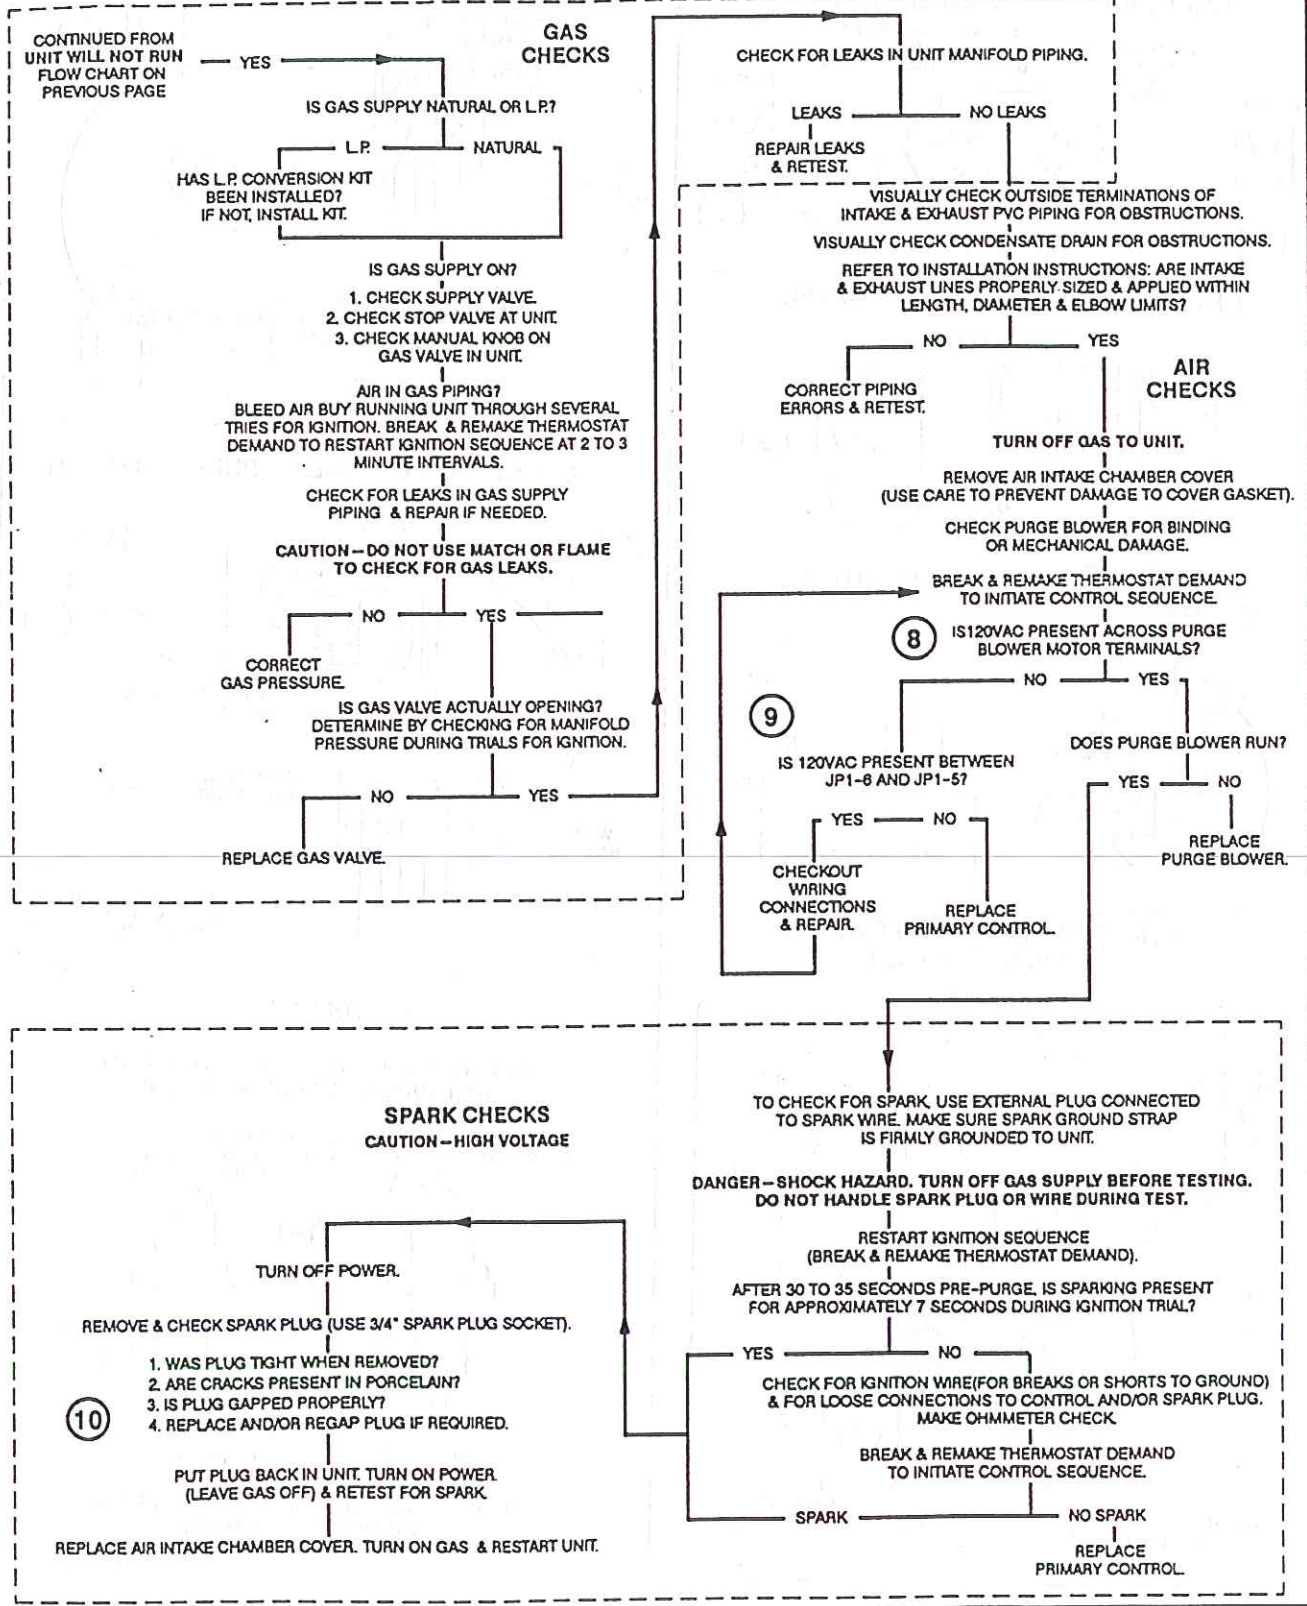 GAS
CHECKS
CONTINUED FROM
UNIT WILL NOT RUN
FLOW CHART ON
PREVIOUS PAGE
YES
IS GAS SUPPLY NATURAL OR L.P.?
L.P.
NATURAL
HAS L.P. CONVERSION KIT
BEEN INSTALLED?
IF NOT, INSTALL KIT.
IS GAS SUPPLY ON?
1. CHECK SUPPLY VALVE.
2. CHECK STOP VALVE AT UNIT.
3. CHECK MANUAL KNOB ON
GAS VALVE IN UNIT.
AIR IN GAS PIPING?
BLEED AIR BUY RUNNING UNIT THROUGH SEVERAL
TRIES FOR IGNITION. BREAK & REMAKE THERMOSTAT
DEMAND TO RESTART IGNITION SEQUENCE AT 2 TO 3
MINUTE INTERVALS.
CHECK FOR LEAKS IN GAS SUPPLY
PIPING & REPAIR IF NEEDED.
CAUTION – DO NOT USE MATCH OR FLAME
TO CHECK FOR GAS LEAKS.
NO
YES
CORRECT
GAS PRESSURE.
IS GAS VALVE ACTUALLY OPENING?
DETERMINE BY CHECKING FOR MANIFOLD
PRESSURE DURING TRIALS FOR IGNITION.
NO
YES
REPLACE GAS VALVE.
CHECK FOR LEAKS IN UNIT MANIFOLD PIPING.
LEAKS
NO LEAKS
REPAIR LEAKS
& RETEST.
VISUALLY CHECK OUTSIDE TERMINATIONS OF
INTAKE & EXHAUST PVC PIPING FOR OBSTRUCTIONS.
VISUALLY CHECK CONDENSATE DRAIN FOR OBSTRUCTIONS.
REFER TO INSTALLATION INSTRUCTIONS: ARE INTAKE
& EXHAUST LINES PROPERLY SIZED & APPLIED WITHIN
LENGTH, DIAMETER & ELBOW LIMITS?
NO
YES
AIR
CHECKS
CORRECT PIPING
ERRORS & RETEST.
TURN OFF GAS TO UNIT.
REMOVE AIR INTAKE CHAMBER COVER
(USE CARE TO PREVENT DAMAGE TO COVER GASKET).
CHECK PURGE BLOWER FOR BINDING
OR MECHANICAL DAMAGE.
BREAK & REMAKE THERMOSTAT DEMAND
TO INITIATE CONTROL SEQUENCE.
8
IS120VAC PRESENT ACROSS PURGE
BLOWER MOTOR TERMINALS?
NO
YES
9
IS 120VAC PRESENT BETWEEN
JP1-6 AND JP1-5?
DOES PURGE BLOWER RUN?
YES
NO
YES
NO
REPLACE
PURGE BLOWER.
CHECKOUT
WIRING
CONNECTIONS
& REPAIR.
REPLACE
PRIMARY CONTROL.
SPARK CHECKS
CAUTION – HIGH VOLTAGE
TO CHECK FOR SPARK, USE EXTERNAL PLUG CONNECTED
TO SPARK WIRE. MAKE SURE SPARK GROUND STRAP
IS FIRMLY GROUNDED TO UNIT.
DANGER – SHOCK HAZARD. TURN OFF GAS SUPPLY BEFORE TESTING.
DO NOT HANDLE SPARK PLUG OR WIRE DURING TEST.
RESTART IGNITION SEQUENCE
(BREAK & REMAKE THERMOSTAT DEMAND).
AFTER 30 TO 35 SECONDS PRE-PURGE, IS SPARKING PRESENT
FOR APPROXIMATELY 7 SECONDS DURING IGNITION TRIAL?
YES
NO
CHECK FOR IGNITION WIRE(FOR BREAKS OR SHORTS TO GROUND)
& FOR LOOSE CONNECTIONS TO CONTROL AND/OR SPARK PLUG.
MAKE OHMMETER CHECK.
BREAK & REMAKE THERMOSTAT DEMAND
TO INITIATE CONTROL SEQUENCE.
SPARK
NO SPARK
REPLACE
PRIMARY CONTROL.
TURN OFF POWER.
REMOVE & CHECK SPARK PLUG (USE 3/4" SPARK PLUG SOCKET).
1. WAS PLUG TIGHT WHEN REMOVED?
2. ARE CRACKS PRESENT IN PORCELAIN?
3. IS PLUG GAPPED PROPERLY?
4. REPLACE AND/OR REGAP PLUG IF REQUIRED.
10
PUT PLUG BACK IN UNIT. TURN ON POWER.
(LEAVE GAS OFF) & RETEST FOR SPARK.
REPLACE AIR INTAKE CHAMBER COVER. TURN ON GAS & RESTART UNIT.